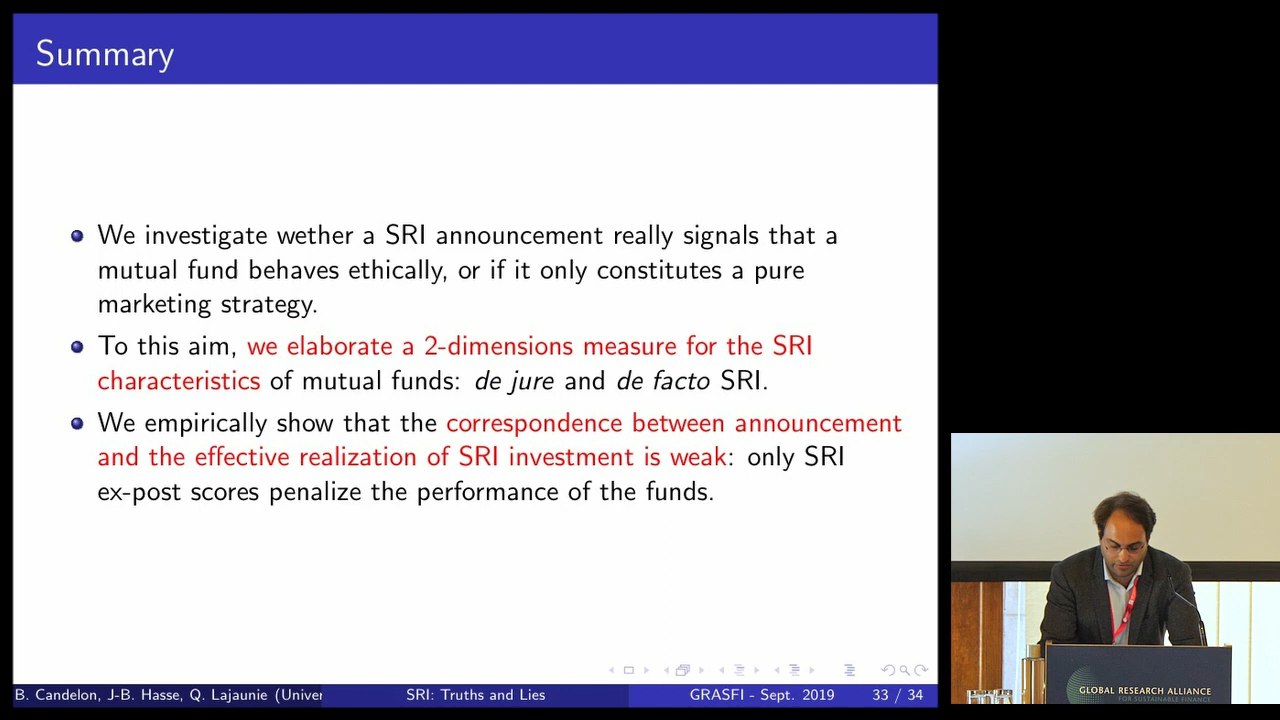 Summary
We investigate wether a SRI announcement really signals that a
mutual fund behaves ethically, or if it only constitutes a pure
marketing strategy.
To this aim, we elaborate a 2-dimensions measure for the SRI
characteristics of mutual funds: de jure and de facto SRI.
We empirically show that the correspondence between announcement
and the effective realization of SRI investment is weak: only SRI
ex-post scores penalize the performance of the funds.
B. Candelon, J-B. Hasse, Q. Lajaunie (Univer
SRI: Truths and Lies
GRASFI - Sept. 2019
33 / 34
GLOBAL RESEARCH ALLIANCE
FOR SUSTAINABLE FINANCE